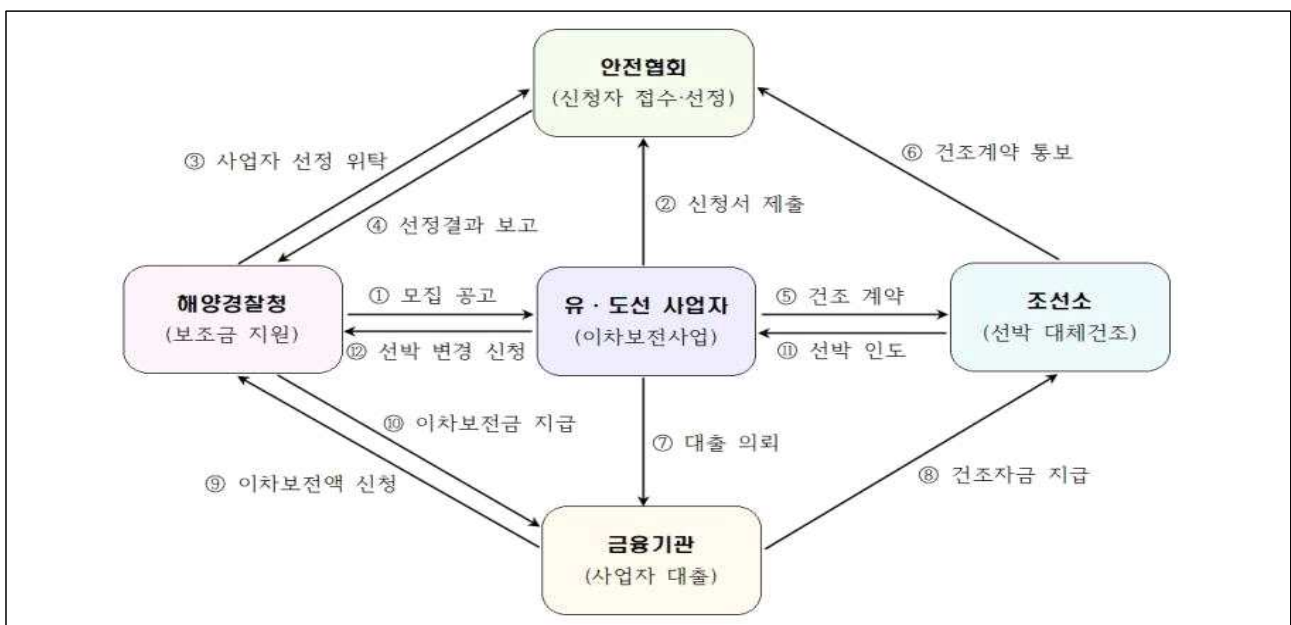 안전협회
(신청자 접수·선정)
③ 사업자 선정 위탁
⑥ 건조계약 통보
② 신청서 제출
④ 선정결과 보고
해양경찰청
(보조금 지원)
① 모집 공고
유 · 도선 사업자
(이차보전사업)
⑤ 건조 계약
조선소
(선박 대체건조)
⑫ 선박 변경 신청
⑪ 선박 인도
⑩ 이차보전금 지급
⑦ 대출 의뢰
⑨ 이차보전액 신청
⑧ 건조자금 지급
금융기관
(사업자 대출)